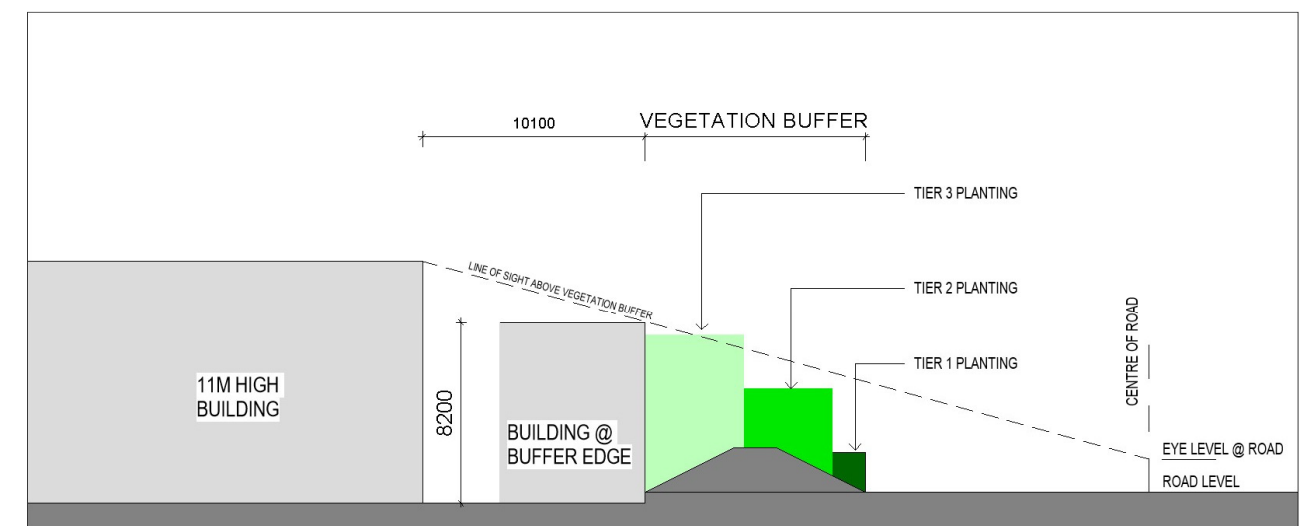 10100
VEGETATION BUFFER
TIER 3 PLANTING
LINE OF SIGHT ABOVE VEGETATION BUFFER
TIER 2 PLANTING
CENTRE OF ROAD
TIER 1 PLANTING
11M HIGH
BUILDING
8200
BUILDING @
BUFFER EDGE
EYE LEVEL @ ROAD
ROAD LEVEL